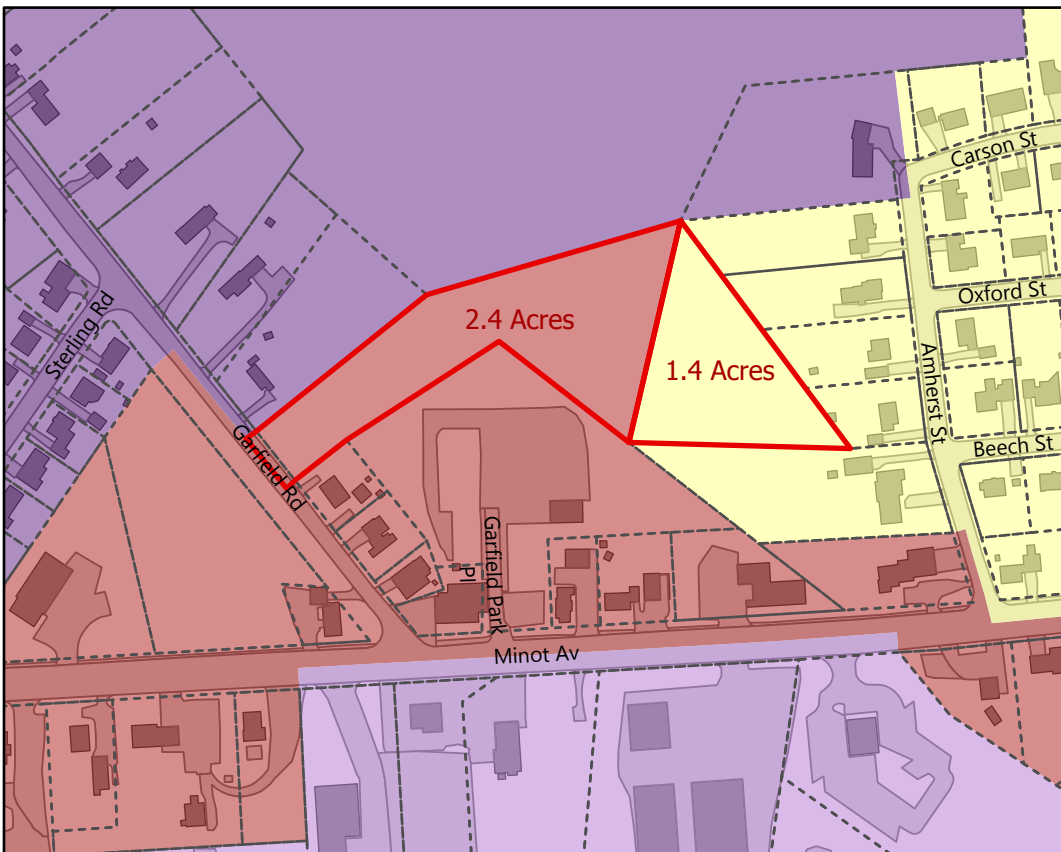 Carson St
Oxford St
Sterling Rd
2.4 Acres
1.4 Acres
Amherst St
Beech St
Garfield Rd
Garfield Park
Pl
Minot Av